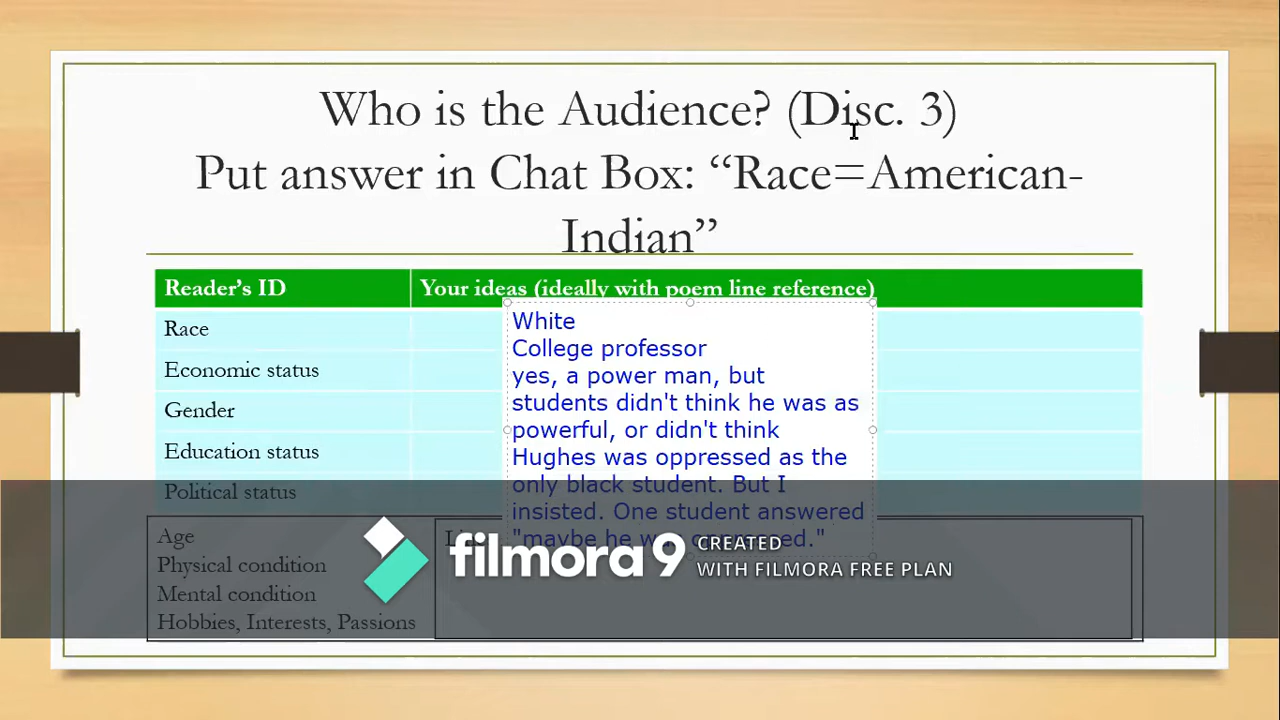 Who is the Audience? (Disc. 3)
Put answer in Chat Box: “Race=American-
Indian”
Reader’s ID
Your ideas (ideally with poem line reference)
Race
Economic status
Gender
Education status
Political status
White
College professor
yes, a power man, but
students didn't think he was as
powerful, or didn't think
Hughes was oppressed as the
only black student. But I
insisted. One student answered
"maybe he was
Age
Physical condition
Mental condition
Hobbies, Interests, Passions
filmora9
CREATED
WITH FILMORA FREE PLAN